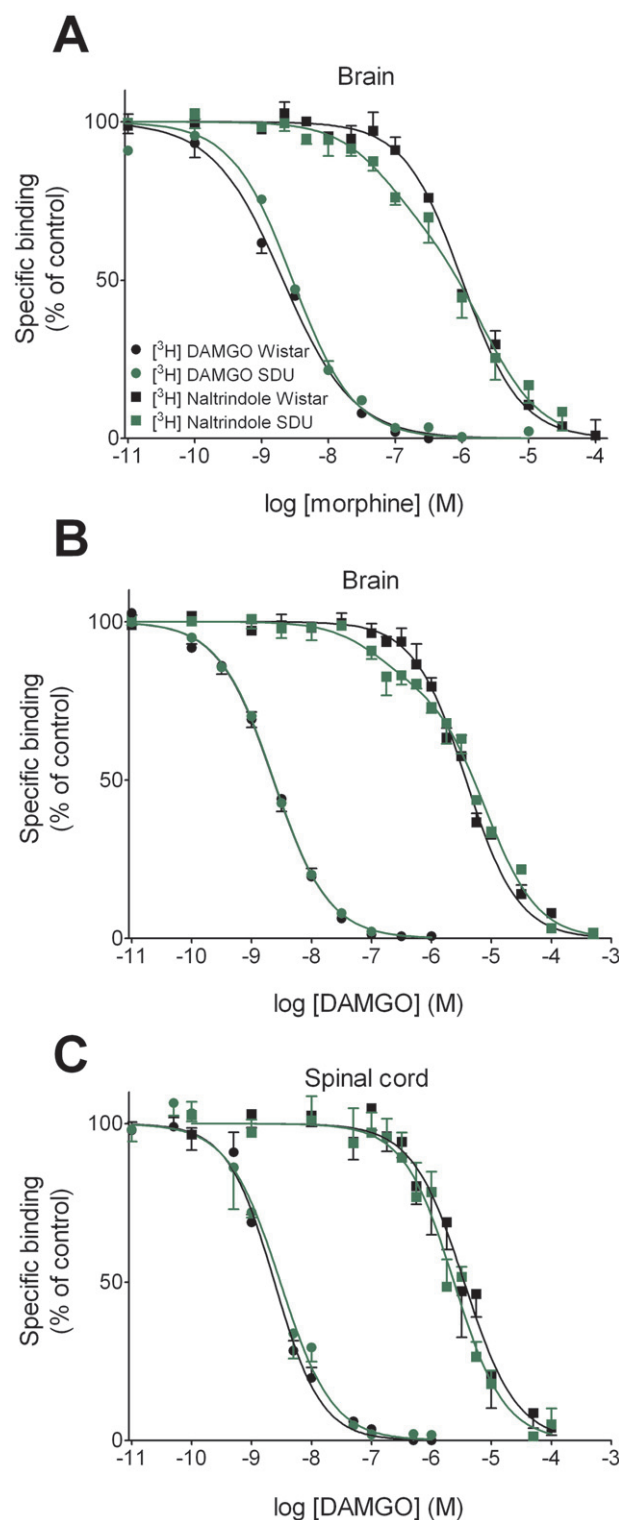 A
Brain
Specific binding
(% of control)
100
50
0
[³H] DAMGO Wistar
[³H] DAMGO SDU
[³H] Naltrindole Wistar
[³H] Naltrindole SDU
-11 -10 -9 -8 -7 -6 -5 -4
log [morphine] (M)
B
Brain
Specific binding
(% of control)
100
50
0
-11 -10 -9 -8 -7 -6 -5 -4 -3
log [DAMGO] (M)
C
Spinal cord
Specific binding
(% of control)
100
50
0
-11 -10 -9 -8 -7 -6 -5 -4 -3
log [DAMGO] (M)